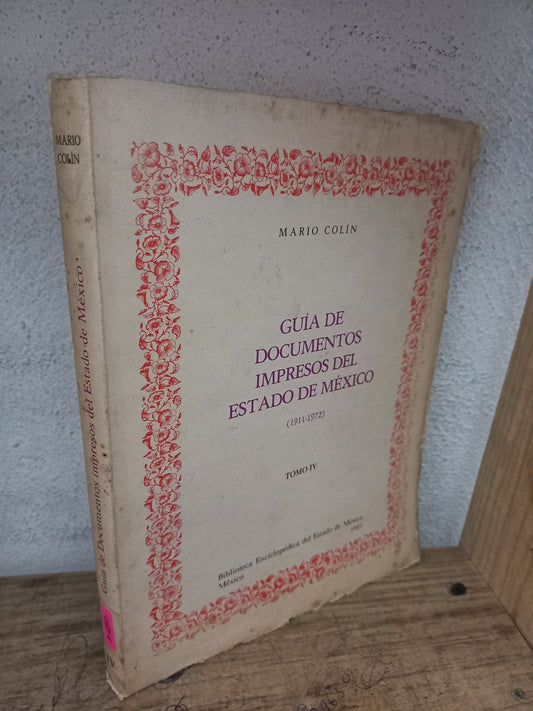 MARIO
COLÍN
Guía de Documentos impresos del Estado de México
MARIO COLÍN
GUÍA DE
DOCUMENTOS
IMPRESOS DEL
ESTADO DE MÉXICO
(1911-1972)
TOMO IV
Biblioteca Enciclopédica del Estado de México
México